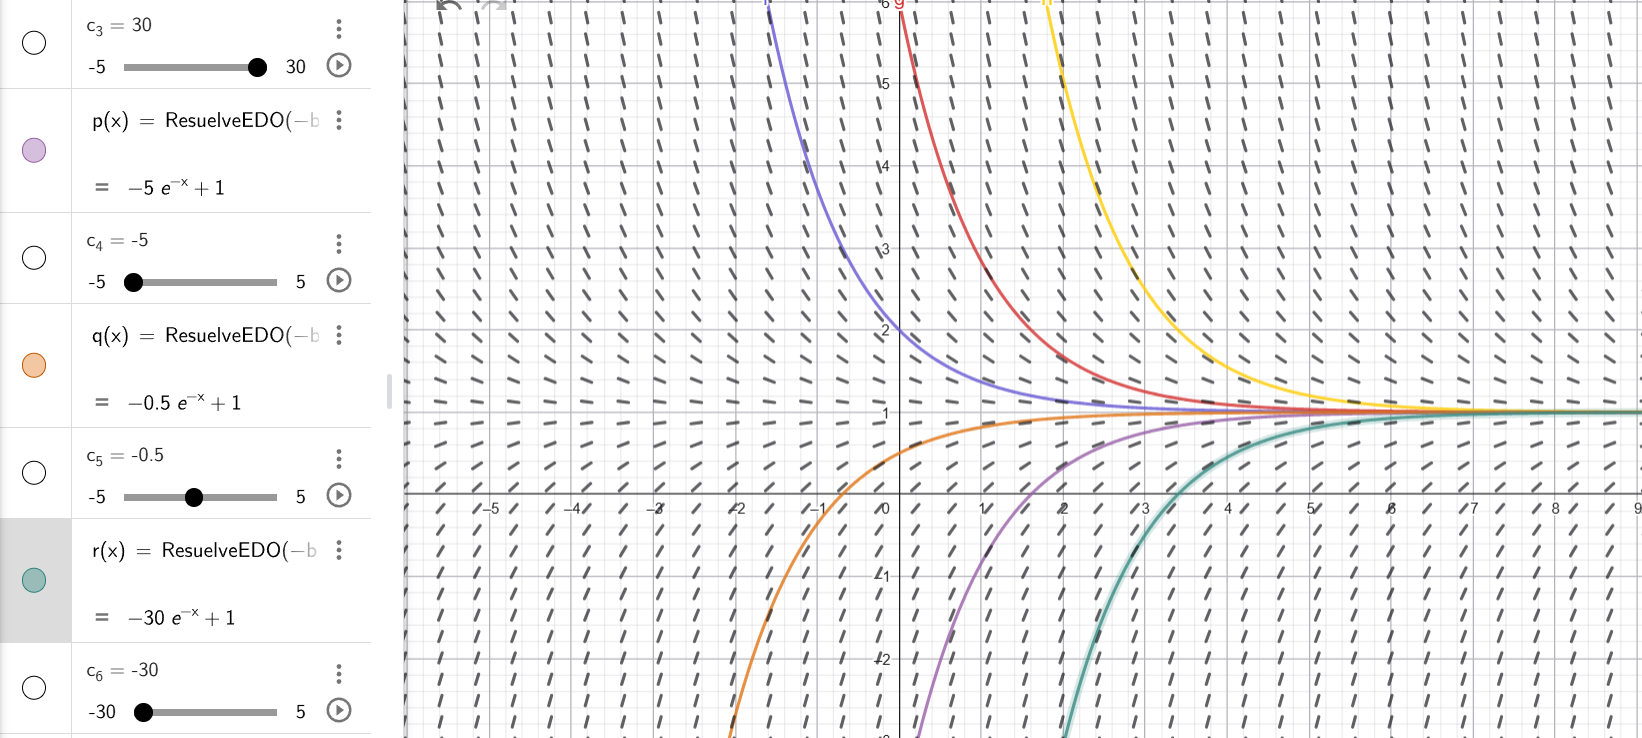 c₃ = 30
-5 30
p(x) = ResuelveEDO(−b
= −5 e⁻ˣ + 1
c₄ = -5
-5 5
q(x) = ResuelveEDO(−b
= −0.5 e⁻ˣ + 1
c₅ = -0.5
-5 5
r(x) = ResuelveEDO(−b
= −30 e⁻ˣ + 1
c₆ = -30
-30 5
g
6
5
4
3
2
1
−5 −4 −3 −2 −1 0 1 2 3 4 5 6 7 8 9
−1
−2